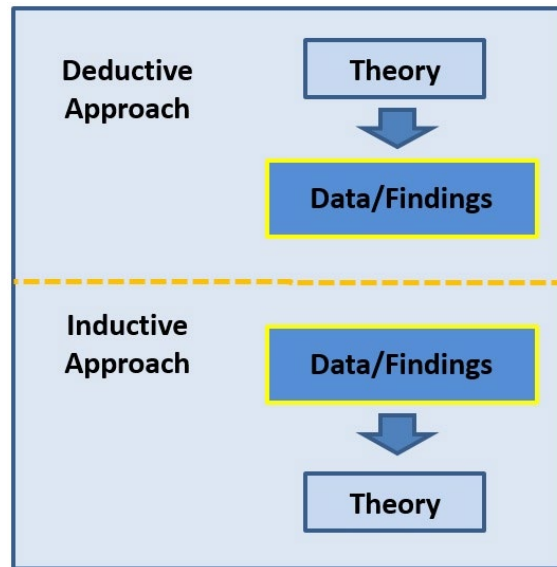 Deductive
Approach
Theory
Data/Findings
Inductive
Approach
Data/Findings
Theory